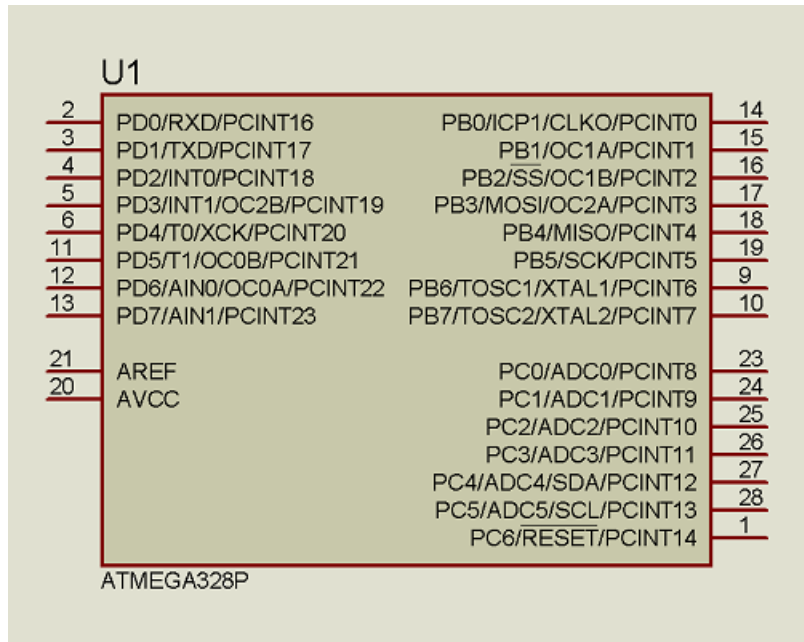 U1
2 PD0/RXD/PCINT16 PB0/ICP1/CLKO/PCINT0 14
3 PD1/TXD/PCINT17 PB1/OC1A/PCINT1 15
4 PD2/INT0/PCINT18 PB2/SS/OC1B/PCINT2 16
5 PD3/INT1/OC2B/PCINT19 PB3/MOSI/OC2A/PCINT3 17
6 PD4/T0/XCK/PCINT20 PB4/MISO/PCINT4 18
11 PD5/T1/OC0B/PCINT21 PB5/SCK/PCINT5 19
12 PD6/AIN0/OC0A/PCINT22 PB6/TOSC1/XTAL1/PCINT6 9
13 PD7/AIN1/PCINT23 PB7/TOSC2/XTAL2/PCINT7 10
21 AREF PC0/ADC0/PCINT8 23
20 AVCC PC1/ADC1/PCINT9 24
PC2/ADC2/PCINT10 25
PC3/ADC3/PCINT11 26
PC4/ADC4/SDA/PCINT12 27
PC5/ADC5/SCL/PCINT13 28
PC6/RESET/PCINT14 1
ATMEGA328P